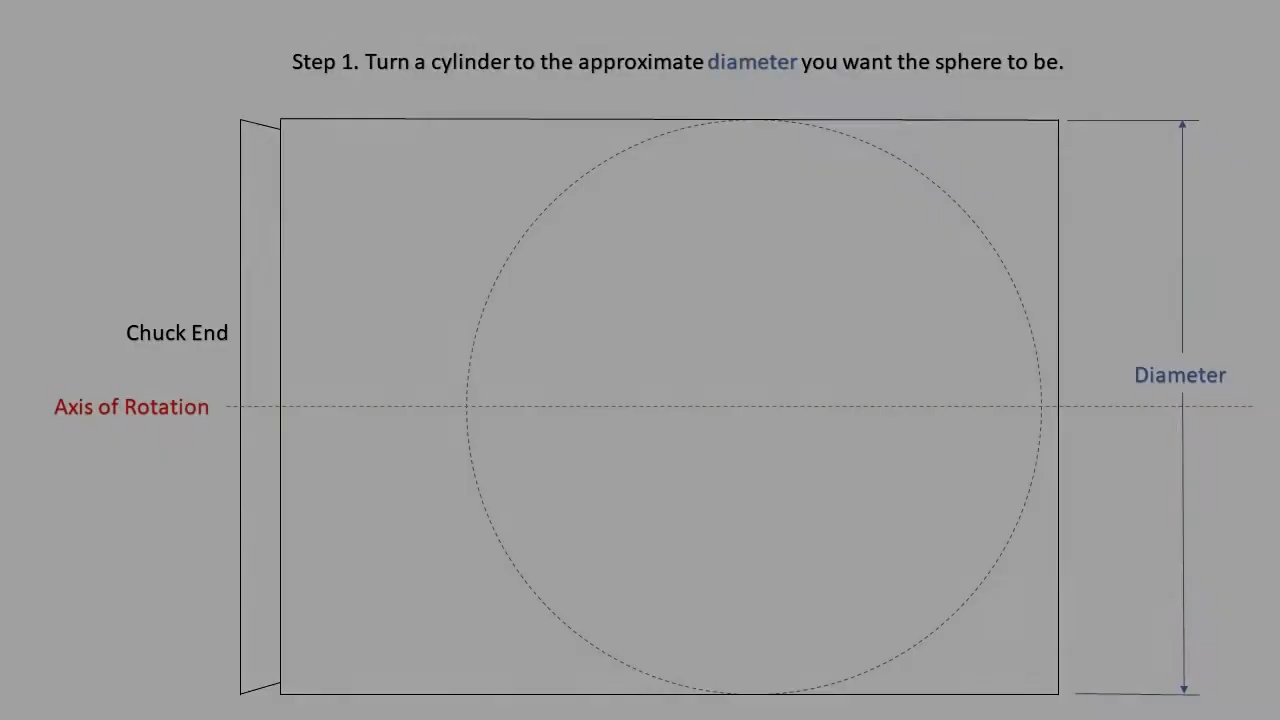 Step 1. Turn a cylinder to the approximate diameter you want the sphere to be.
Chuck End
Diameter
Axis of Rotation